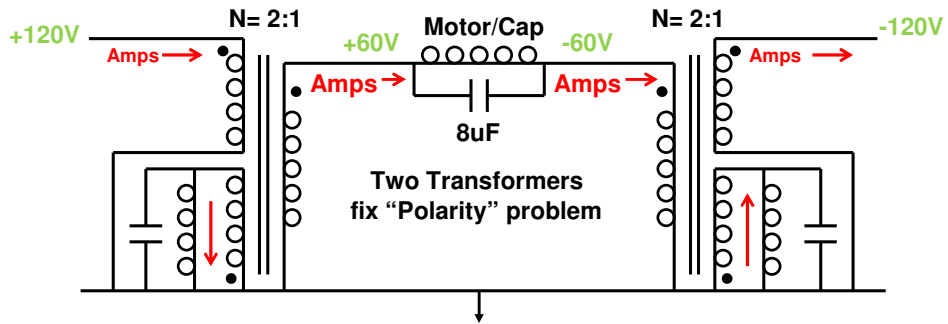 N= 2:1
Motor/Cap
N= 2:1
+120V
+60V
-60V
-120V
Amps
Amps
Amps
Amps
8uF
Two Transformers
fix “Polarity” problem